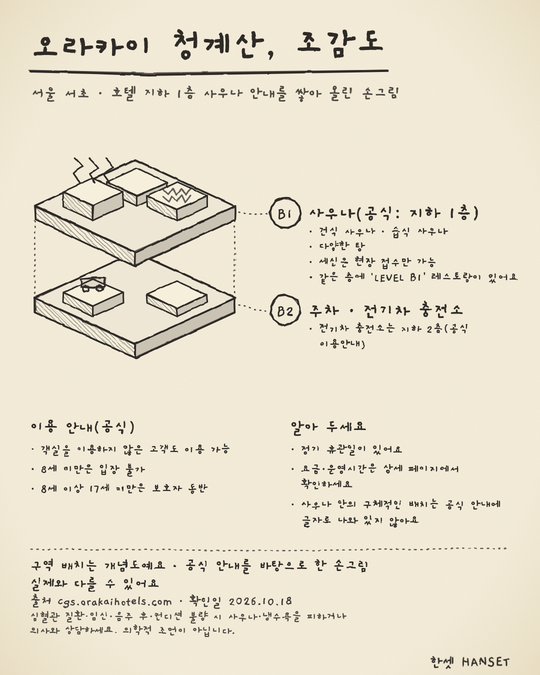 오라카이 청계산, 조감도
서울 서초 · 호텔 지하 1층 사우나 안내를 쌓아 올린 손그림
B1 사우나(공식: 지하 1층)
· 건식 사우나 · 습식 사우나
· 다양한 탕
· 세신은 현장 접수만 가능
· 같은 층에 'LEVEL B1' 레스토랑이 있어요
B2 주차 · 전기차 충전소
· 전기차 충전소는 지하 2층(공식
이용안내)
이용 안내(공식)
· 객실을 이용하지 않은 고객도 이용 가능
· 8세 미만은 입장 불가
· 8세 이상 17세 미만은 보호자 동반
알아 두세요
· 정기 휴관일이 있어요
· 요금·운영시간은 상세 페이지에서
확인하세요
· 사우나 안의 구체적인 배치는 공식 안내에
글자로 나와 있지 않아요
구역 배치는 개념도예요 · 공식 안내를 바탕으로 한 손그림
실제와 다를 수 있어요
출처 cgs.orakaihotels.com · 확인일 2026.10.18
심혈관 질환·임신·음주 후·컨디션 불량 시 사우나·냉수욕을 피하거나
의사와 상담하세요. 의학적 조언이 아닙니다.
한셋 HANSET